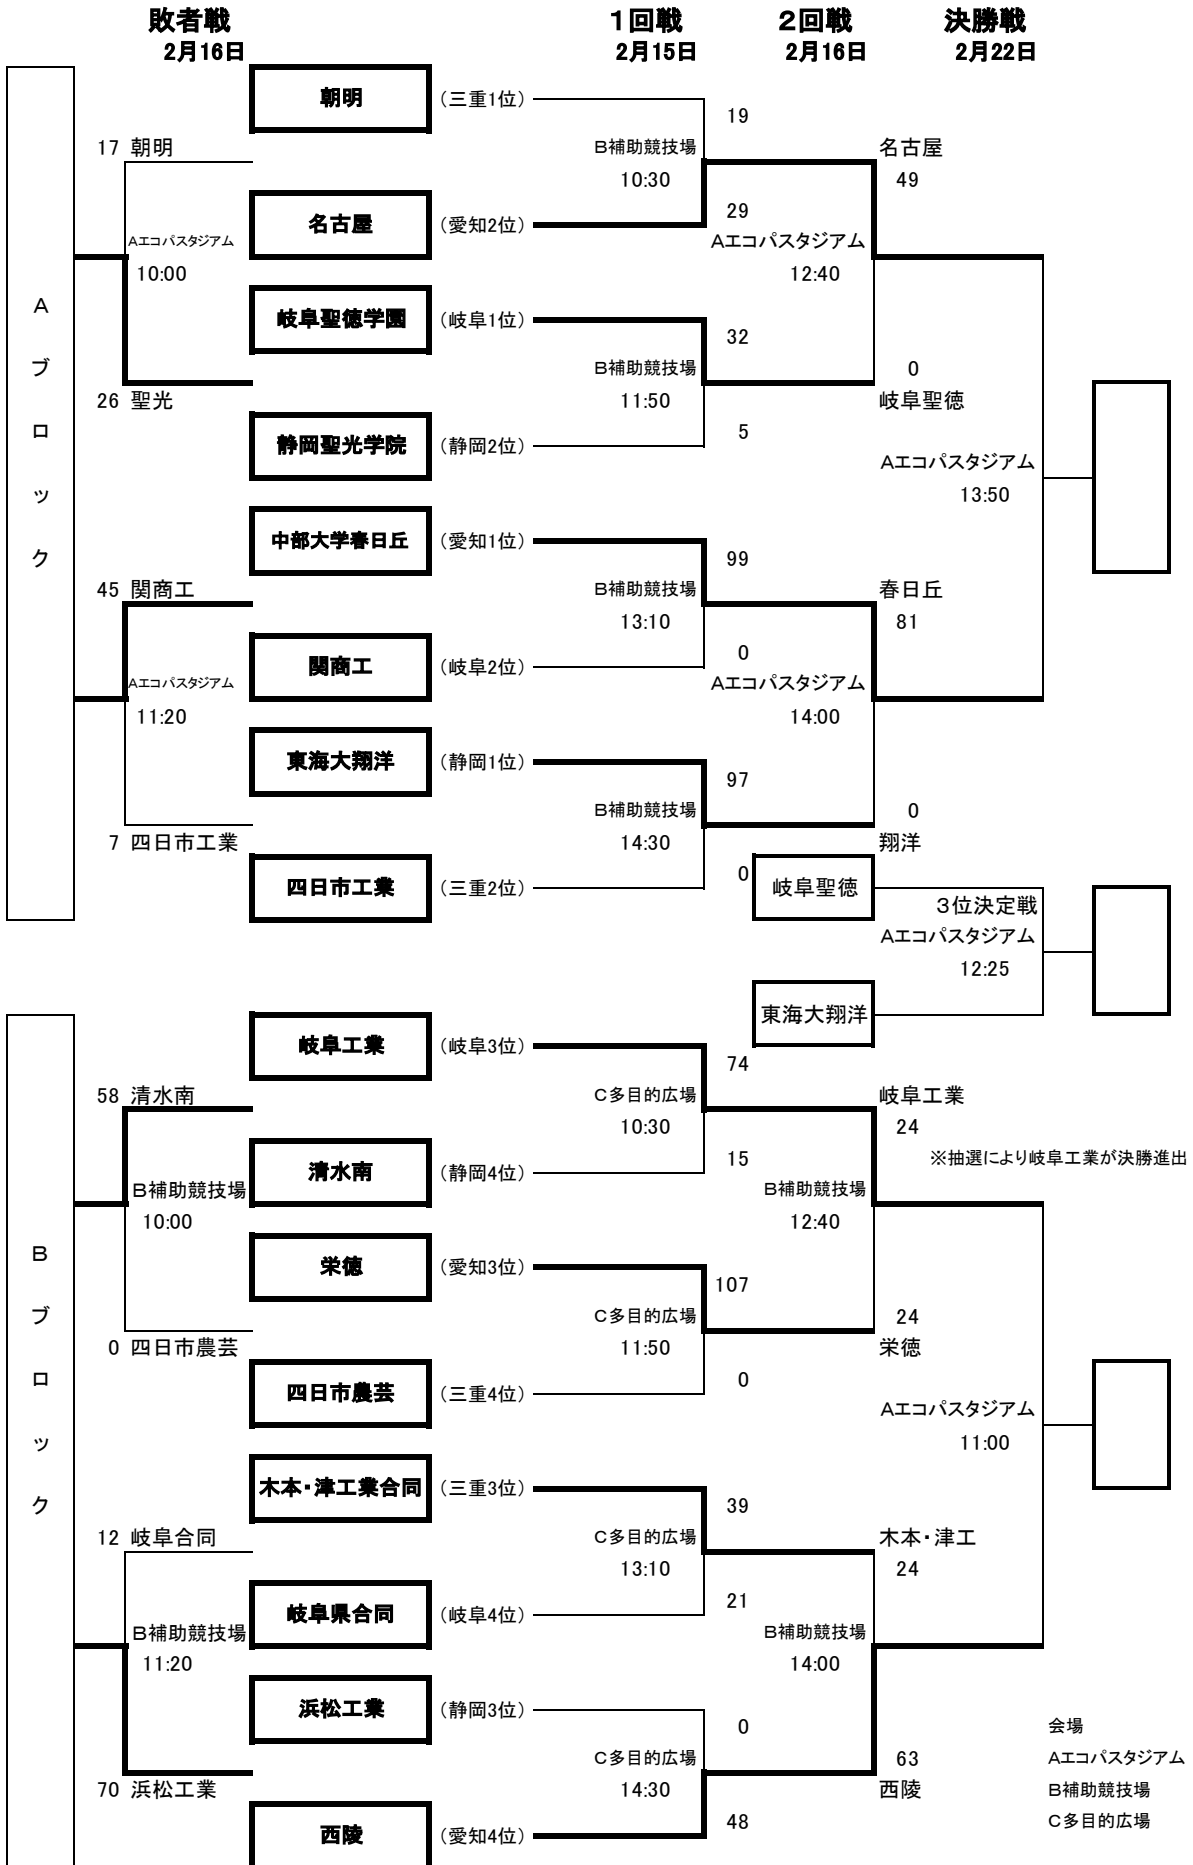 敗者戦 1回戦 2回戦 決勝戦
2月16日 2月15日 2月16日 2月22日
朝明 (三重1位)
19
17 朝明 B補助競技場 名古屋
10:30 49
名古屋 (愛知2位) 29
Aエコパスタジアム Aエコパスタジアム
10:00 12:40
A
ブ
ロ
ッ
ク
岐阜聖徳学園 (岐阜1位)
32
B補助競技場 0
26 聖光 11:50 岐阜聖徳
静岡聖光学院 (静岡2位) 5
Aエコパスタジアム
13:50
中部大学春日丘 (愛知1位)
99
45 関商工 B補助競技場 春日丘
13:10 81
関商工 (岐阜2位) 0
Aエコパスタジアム Aエコパスタジアム
11:20 14:00
東海大翔洋 (静岡1位)
97
B補助競技場 0
7 四日市工業 14:30 翔洋
四日市工業 (三重2位) 0
岐阜聖徳
3位決定戦
Aエコパスタジアム
12:25
東海大翔洋
岐阜工業 (岐阜3位)
74
58 清水南 C多目的広場 岐阜工業
10:30 24
清水南 (静岡4位) 15 ※抽選により岐阜工業が決勝進出
B補助競技場 B補助競技場
10:00 12:40
B
ブ
ロ
ッ
ク
栄徳 (愛知3位)
107
C多目的広場 24
0 四日市農芸 11:50 栄徳
四日市農芸 (三重4位) 0
Aエコパスタジアム
11:00
木本・津工業合同 (三重3位)
39
12 岐阜合同 C多目的広場 木本・津工
13:10 24
岐阜県合同 (岐阜4位) 21
B補助競技場 B補助競技場
11:20 14:00
浜松工業 (静岡3位)
0 会場
C多目的広場 63 Aエコパスタジアム
70 浜松工業 14:30 西陵 B補助競技場
48 C多目的広場
西陵 (愛知4位)